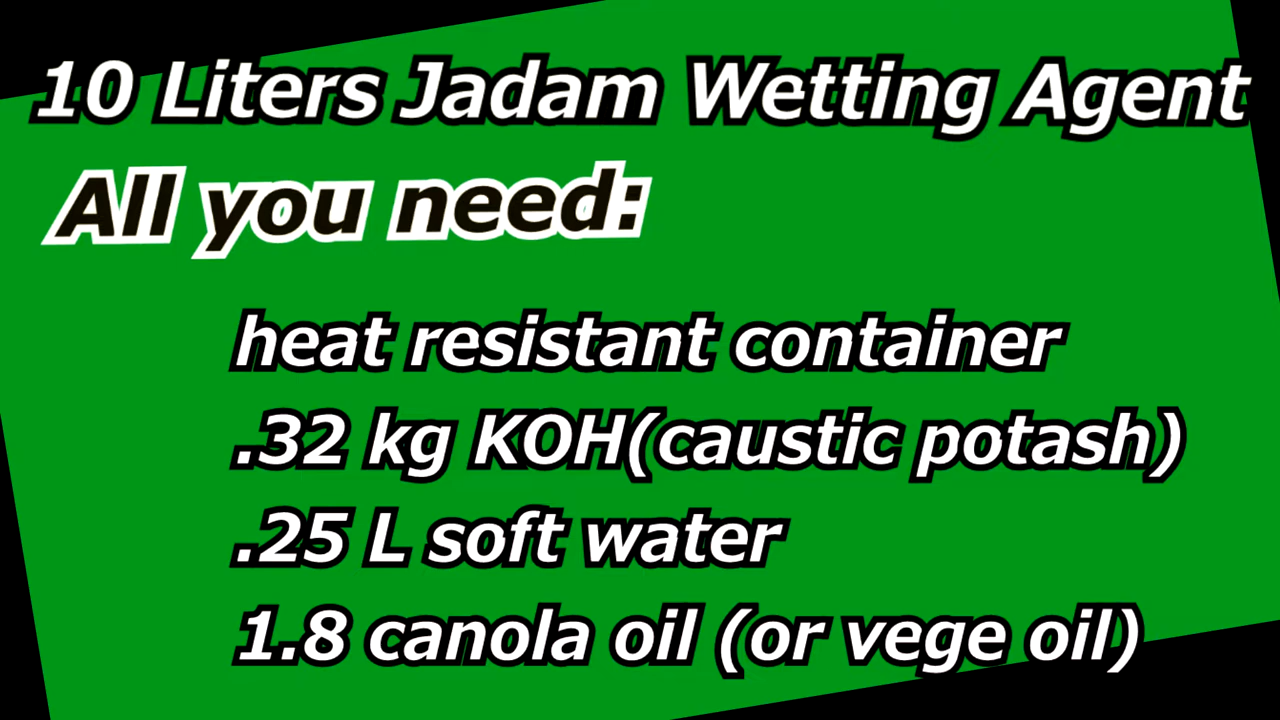 10 Liters Jadam Wetting Agent
All you need:
heat resistant container
.32 kg KOH(caustic potash)
.25 L soft water
1.8 canola oil (or vege oil)